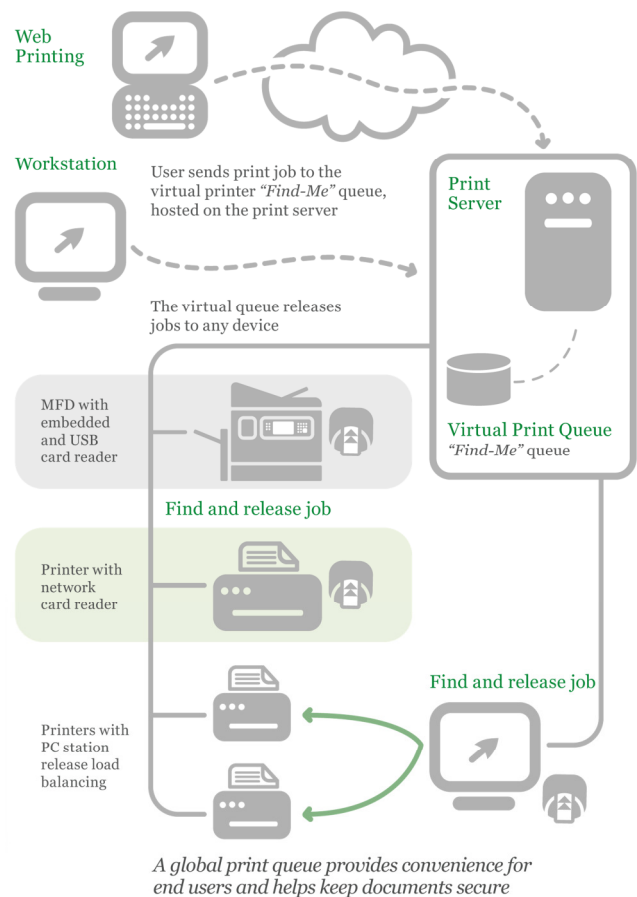 Web
Printing
Workstation
User sends print job to the
virtual printer “Find-Me” queue,
hosted on the print server
Print
Server
The virtual queue releases
jobs to any device
MFD with
embedded
and USB
card reader
Virtual Print Queue
“Find-Me” queue
Find and release job
Printer with
network
card reader
Find and release job
Printers with
PC station
release load
balancing
A global print queue provides convenience for
end users and helps keep documents secure